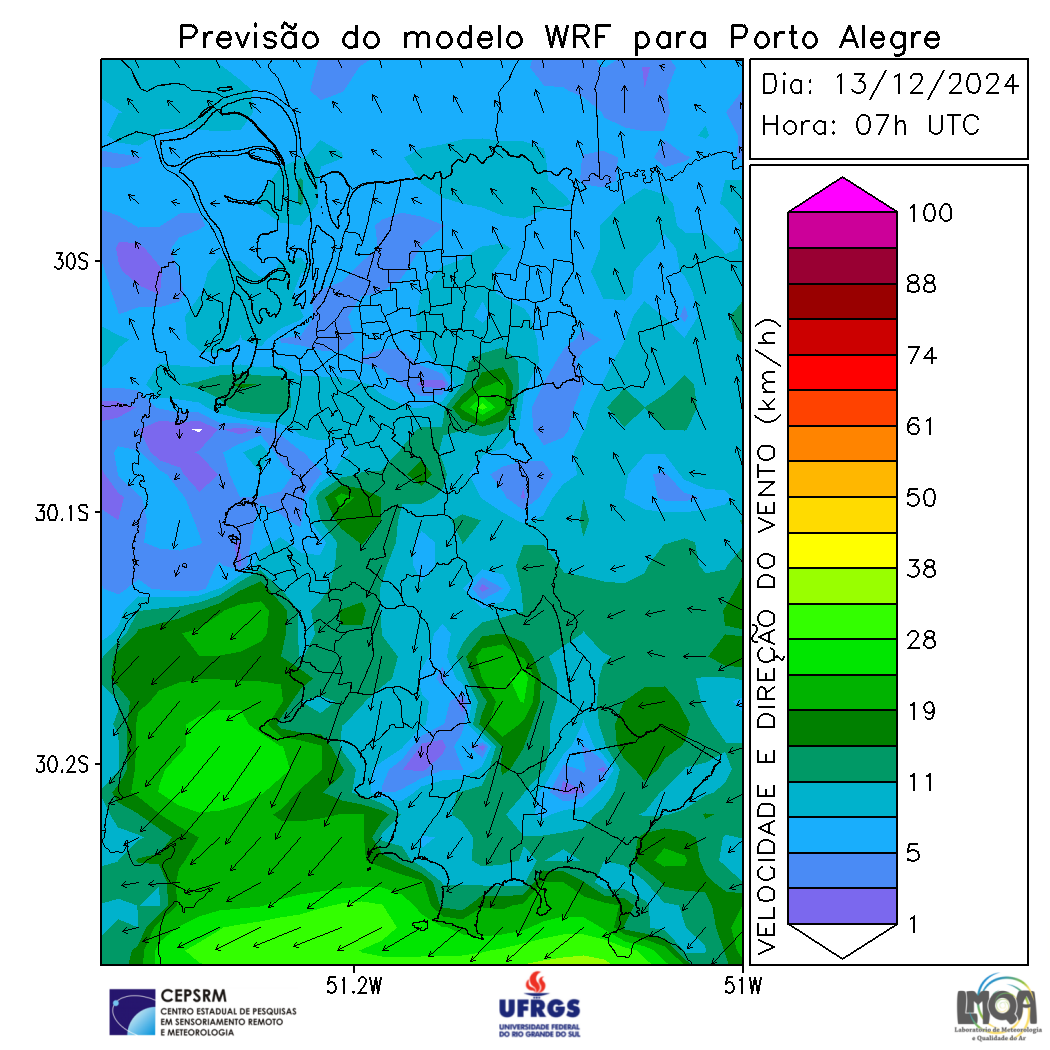 Previsão do modelo WRF para Porto Alegre
Dia: 13/12/2024
Hora: 07h UTC
30S
30.1S
30.2S
51.2W
51W
VELOCIDADE E DIREÇÃO DO VENTO (km/h)
100
88
74
61
50
38
28
19
11
5
1
CEPSRM
CENTRO ESTADUAL DE PESQUISAS
EM SENSORIAMENTO REMOTO
E METEOROLOGIA
UFRGS
UNIVERSIDADE FEDERAL
DO RIO GRANDE DO SUL
LMQA
Laboratório de Meteorologia
e Qualidade do Ar